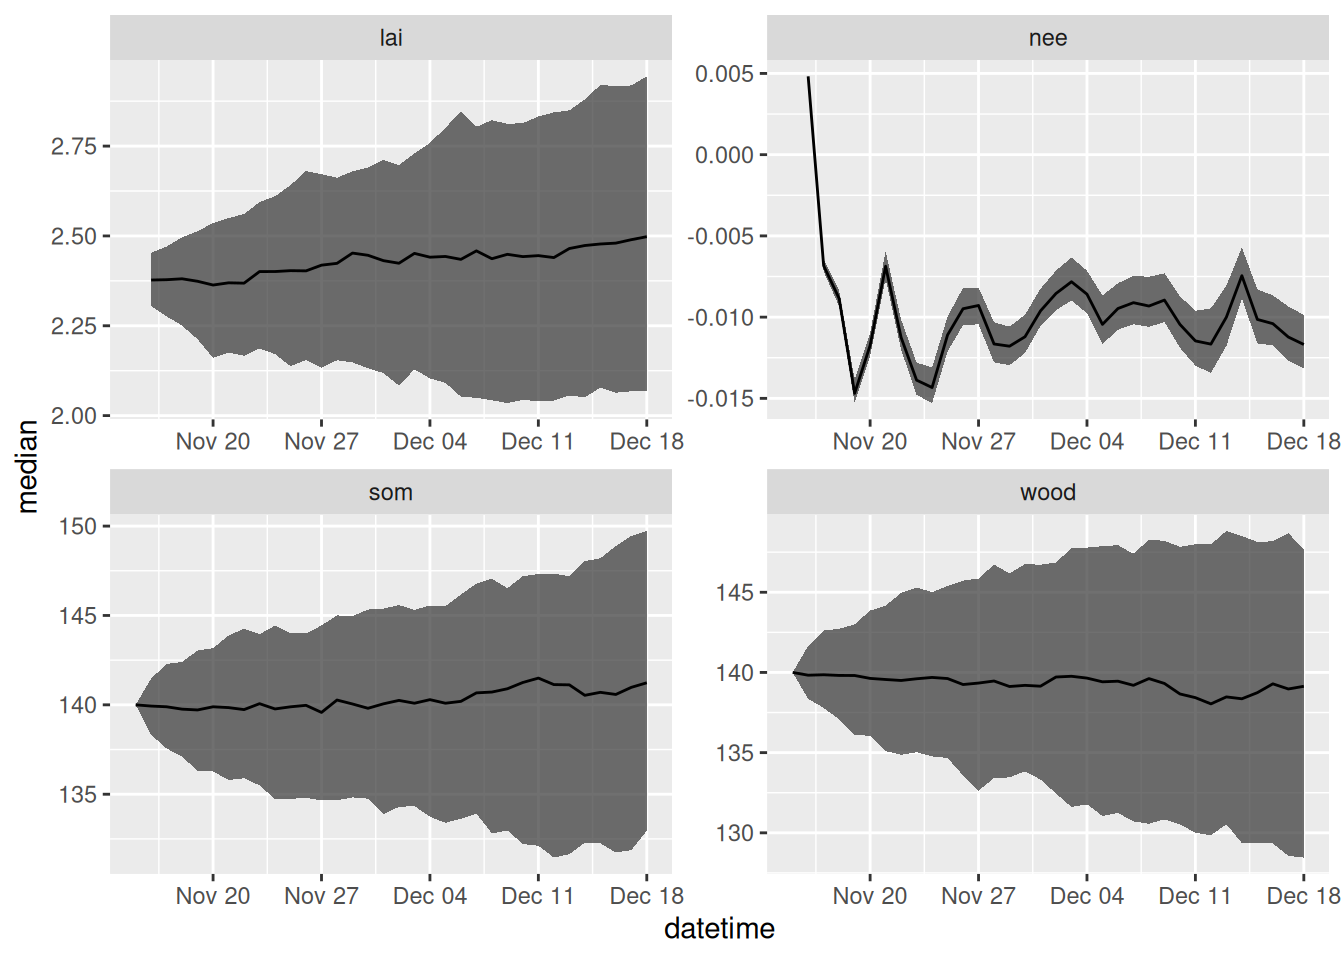 lai
2.75
2.50
2.25
2.00
Nov 20 Nov 27 Dec 04 Dec 11 Dec 18
nee
0.005
0.000
-0.005
-0.010
-0.015
Nov 20 Nov 27 Dec 04 Dec 11 Dec 18
median
som
150
145
140
135
Nov 20 Nov 27 Dec 04 Dec 11 Dec 18
wood
145
140
135
130
Nov 20 Nov 27 Dec 04 Dec 11 Dec 18
datetime